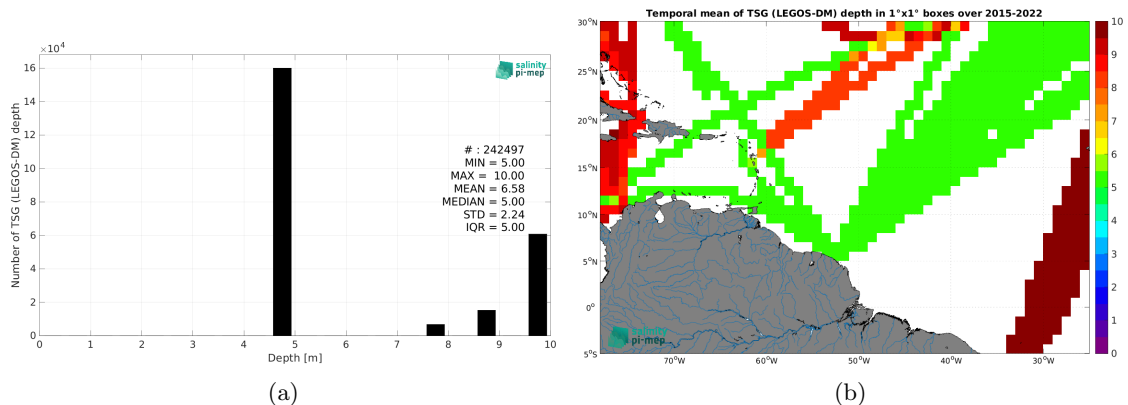 ×10⁴
16
14
12
10
8
6
4
2
0
Number of TSG (LEGOS-DM) depth
salinity
pi-mep
# : 242497
MIN = 5.00
MAX = 10.00
MEAN = 6.58
MEDIAN = 5.00
STD = 2.24
IQR = 5.00
0 1 2 3 4 5 6 7 8 9 10
Depth [m]
(a)
Temporal mean of TSG (LEGOS-DM) depth in 1°x1° boxes over 2015-2022
30°N
25°N
20°N
15°N
10°N
5°N
0°
5°S
salinity
pi-mep
70°W 60°W 50°W 40°W 30°W
10
9
8
7
6
5
4
3
2
1
0
(b)